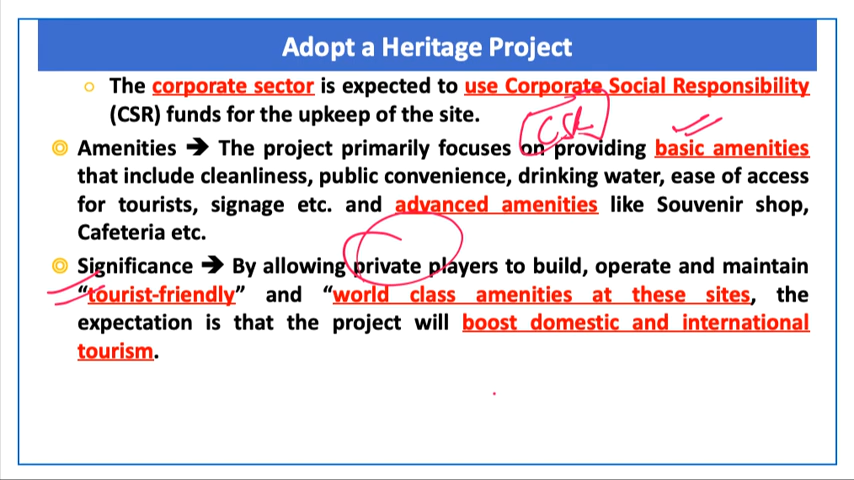 Adopt a Heritage Project
The corporate sector is expected to use Corporate Social Responsibility
(CSR) funds for the upkeep of the site.
CSR
Amenities ➔ The project primarily focuses on providing basic amenities
that include cleanliness, public convenience, drinking water, ease of access
for tourists, signage etc. and advanced amenities like Souvenir shop,
Cafeteria etc.
Significance ➔ By allowing private players to build, operate and maintain
“tourist-friendly” and “world class amenities at these sites, the
expectation is that the project will boost domestic and international
tourism.